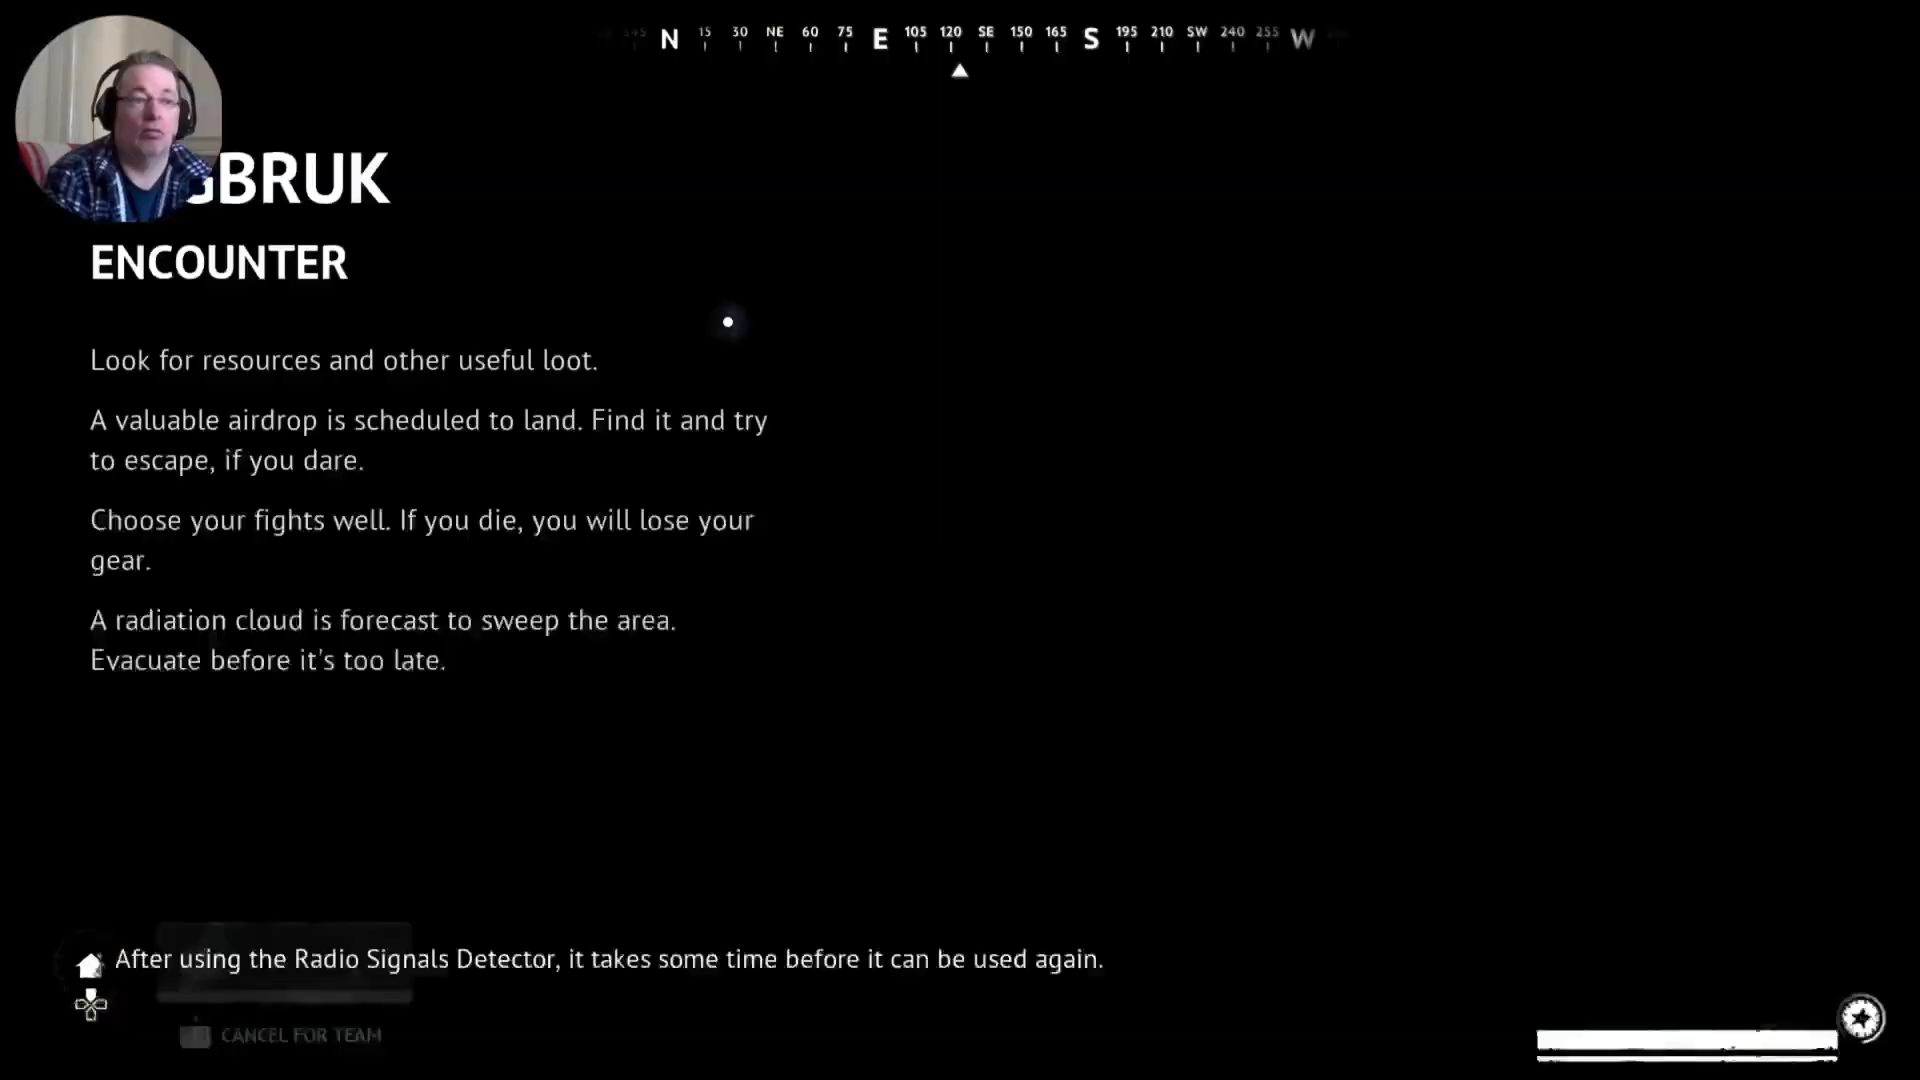 N 15 30 NE 60 75 E 105 120 SE 150 165 S 195 210 SW 240 255 W
GBRUK
ENCOUNTER
Look for resources and other useful loot.
A valuable airdrop is scheduled to land. Find it and try
to escape, if you dare.
Choose your fights well. If you die, you will lose your
gear.
A radiation cloud is forecast to sweep the area.
Evacuate before it's too late.
After using the Radio Signals Detector, it takes some time before it can be used again.
CANCEL FOR TEAM